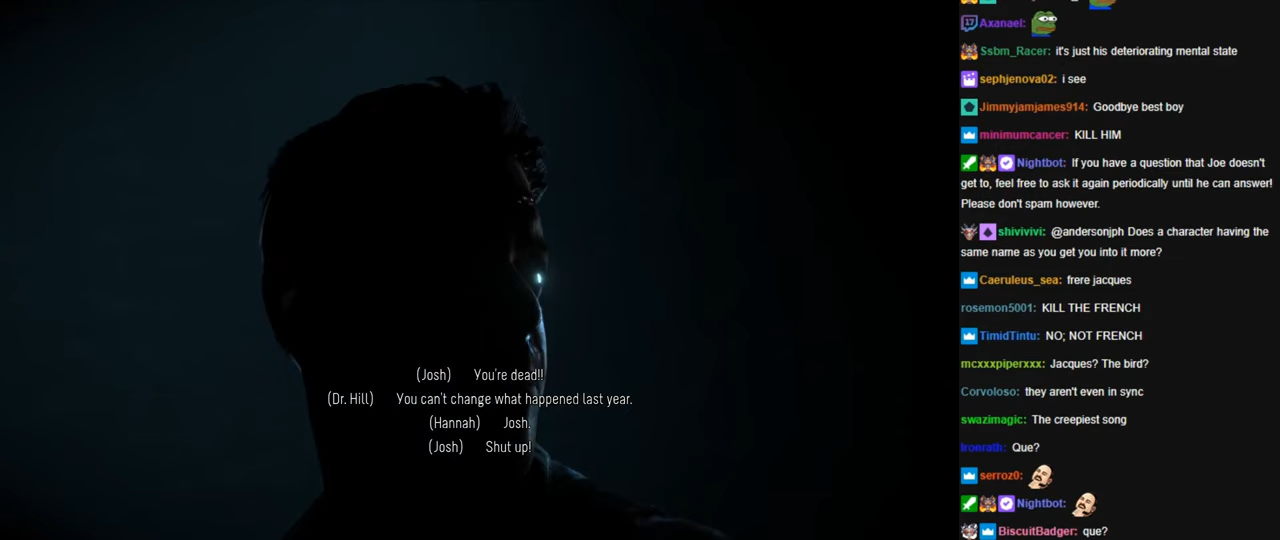 (Josh) You're dead!!
(Dr. Hill) You can't change what happened last year.
(Hannah) Josh.
(Josh) Shut up!
17 Axanael:
Ssbm_Racer: it's just his deteriorating mental state
sephjenova02: i see
Jimmyjamjames914: Goodbye best boy
minimumcancer: KILL HIM
Nightbot: If you have a question that Joe doesn't
get to, feel free to ask it again periodically until he can answer!
Please don't spam however.
shivivivi: @andersonjph Does a character having the
same name as you get you into it more?
Caeruleus_sea: frere jacques
rosemon5001: KILL THE FRENCH
TimidTintu: NO; NOT FRENCH
mcxxxpiperxxx: Jacques? The bird?
Corvoloso: they aren't even in sync
swazimagic: The creepiest song
Ironrath: Que?
serroz0:
Nightbot:
BiscuitBadger: que?